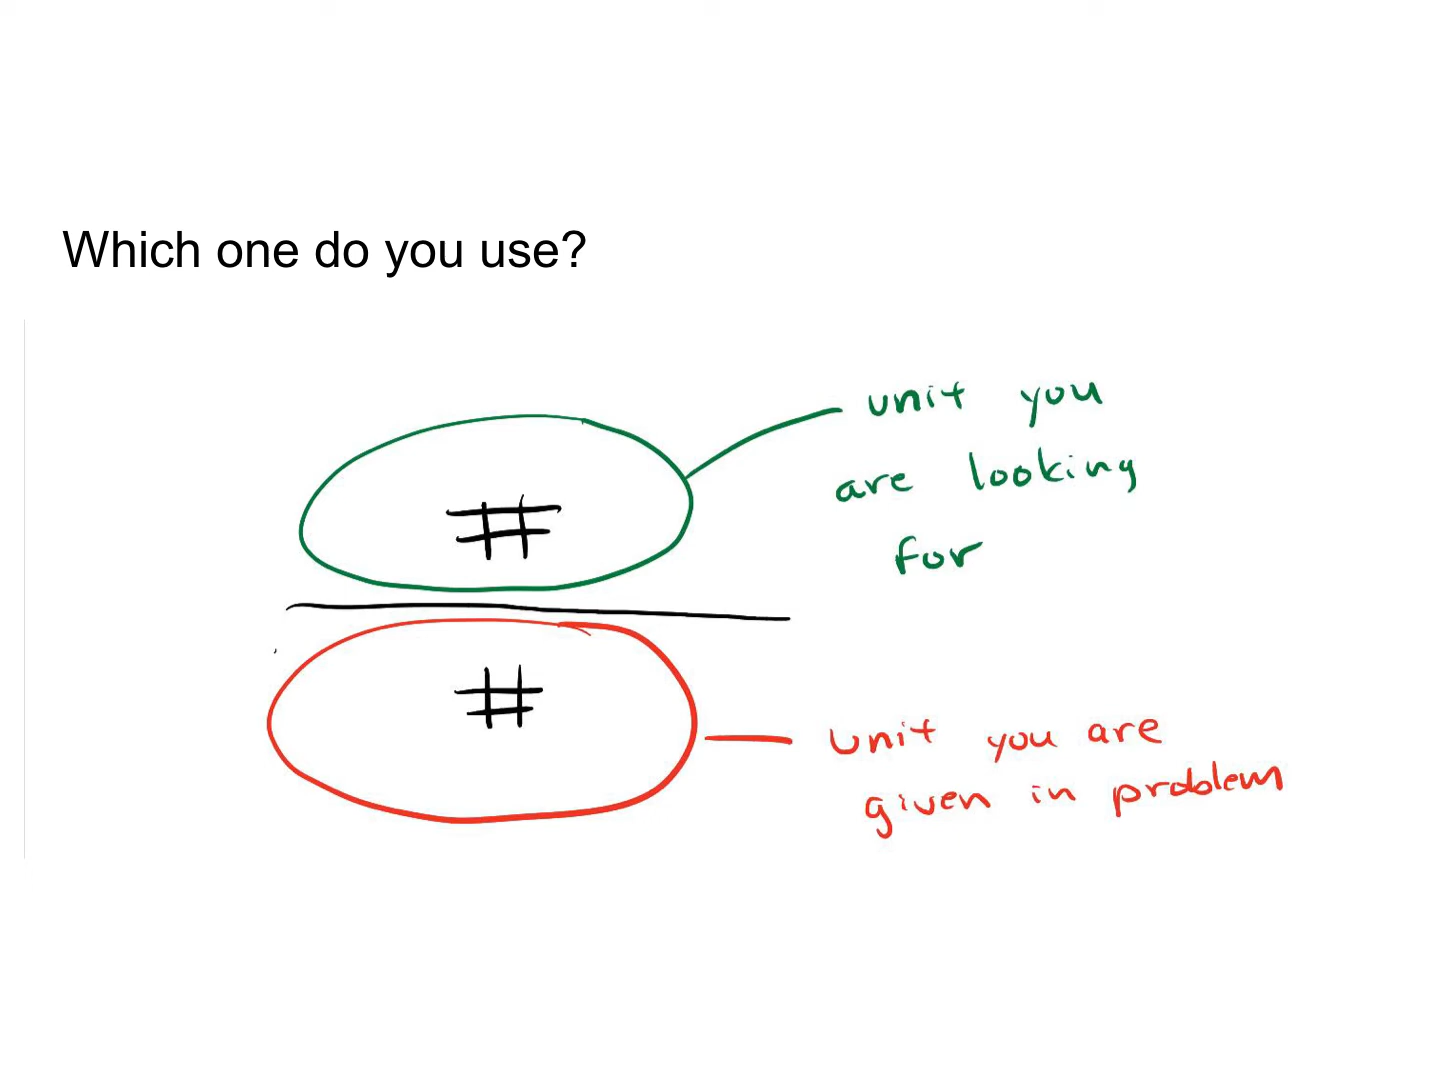 Which one do you use?
unit you
are looking
for
#
#
unit you are
given in problem